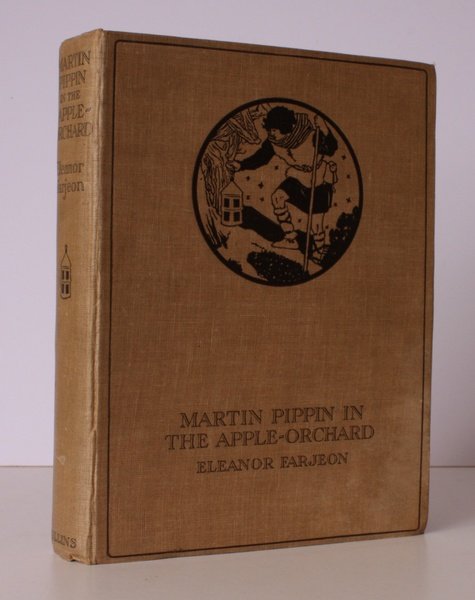 MARTIN
PIPPIN
IN THE
APPLE-
ORCHARD
Eleanor
Farjeon
COLLINS
MARTIN PIPPIN IN
THE APPLE-ORCHARD
ELEANOR FARJEON